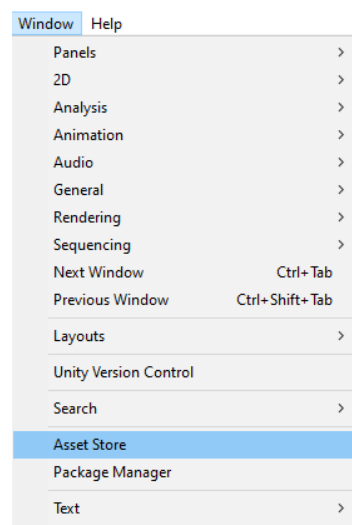 Window Help
Panels
2D
Analysis
Animation
Audio
General
Rendering
Sequencing
Next Window Ctrl+Tab
Previous Window Ctrl+Shift+Tab
Layouts
Unity Version Control
Search
Asset Store
Package Manager
Text